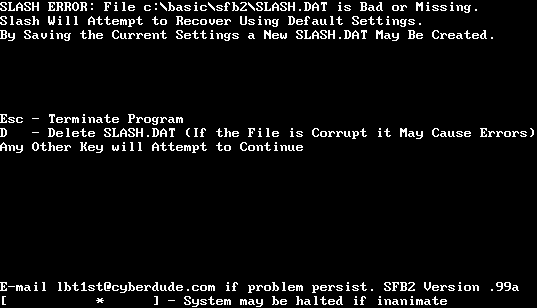 SLASH ERROR: File c:\basic\sfb2\SLASH.DAT is Bad or Missing.
Slash Will Attempt to Recover Using Default Settings.
By Saving the Current Settings a New SLASH.DAT May Be Created.
Esc - Terminate Program
D   - Delete SLASH.DAT (If the File is Corrupt it May Cause Errors)
Any Other Key will Attempt to Continue
E-mail lbt1st@cyberdude.com if problem persist. SFB2 Version .99a
[           *      ] - System may be halted if inanimate